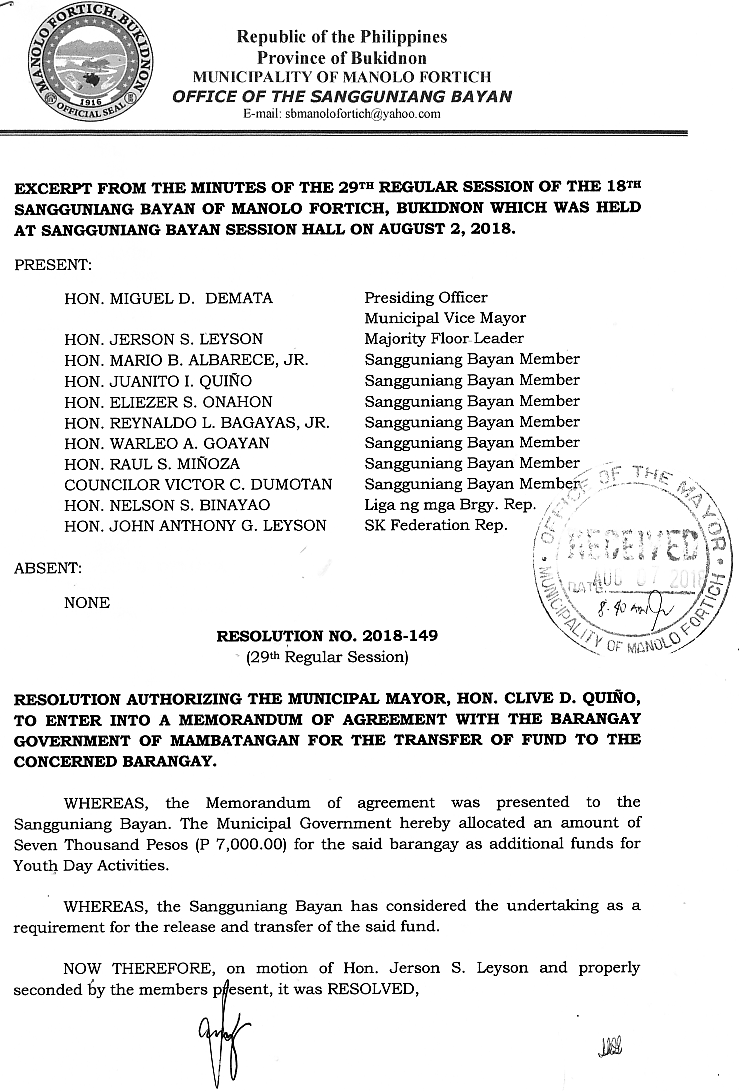 MANOLO FORTICH, BUKIDNON
1916
OFFICIAL SEAL
Republic of the Philippines
Province of Bukidnon
MUNICIPALITY OF MANOLO FORTICH
OFFICE OF THE SANGGUNIANG BAYAN
E-mail: sbmanolofortich@yahoo.com
EXCERPT FROM THE MINUTES OF THE 29TH REGULAR SESSION OF THE 18TH
SANGGUNIANG BAYAN OF MANOLO FORTICH, BUKIDNON WHICH WAS HELD
AT SANGGUNIANG BAYAN SESSION HALL ON AUGUST 2, 2018.
PRESENT:
HON. MIGUEL D. DEMATA Presiding Officer
Municipal Vice Mayor
HON. JERSON S. LEYSON Majority Floor Leader
HON. MARIO B. ALBARECE, JR. Sangguniang Bayan Member
HON. JUANITO I. QUIÑO Sangguniang Bayan Member
HON. ELIEZER S. ONAHON Sangguniang Bayan Member
HON. REYNALDO L. BAGAYAS, JR. Sangguniang Bayan Member
HON. WARLEO A. GOAYAN Sangguniang Bayan Member
HON. RAUL S. MIÑOZA Sangguniang Bayan Member
COUNCILOR VICTOR C. DUMOTAN Sangguniang Bayan Member
HON. NELSON S. BINAYAO Liga ng mga Brgy. Rep.
HON. JOHN ANTHONY G. LEYSON SK Federation Rep.
OFFICE OF THE MAYOR
RECEIVED
DATE AUG 07 2018
8:40 am
MUNICIPALITY OF MANOLO FORTICH
ABSENT:
NONE
RESOLUTION NO. 2018-149
(29th Regular Session)
RESOLUTION AUTHORIZING THE MUNICIPAL MAYOR, HON. CLIVE D. QUIÑO,
TO ENTER INTO A MEMORANDUM OF AGREEMENT WITH THE BARANGAY
GOVERNMENT OF MAMBATANGAN FOR THE TRANSFER OF FUND TO THE
CONCERNED BARANGAY.
WHEREAS, the Memorandum of agreement was presented to the
Sangguniang Bayan. The Municipal Government hereby allocated an amount of
Seven Thousand Pesos (P 7,000.00) for the said barangay as additional funds for
Youth Day Activities.
WHEREAS, the Sangguniang Bayan has considered the undertaking as a
requirement for the release and transfer of the said fund.
NOW THEREFORE, on motion of Hon. Jerson S. Leyson and properly
seconded by the members present, it was RESOLVED,